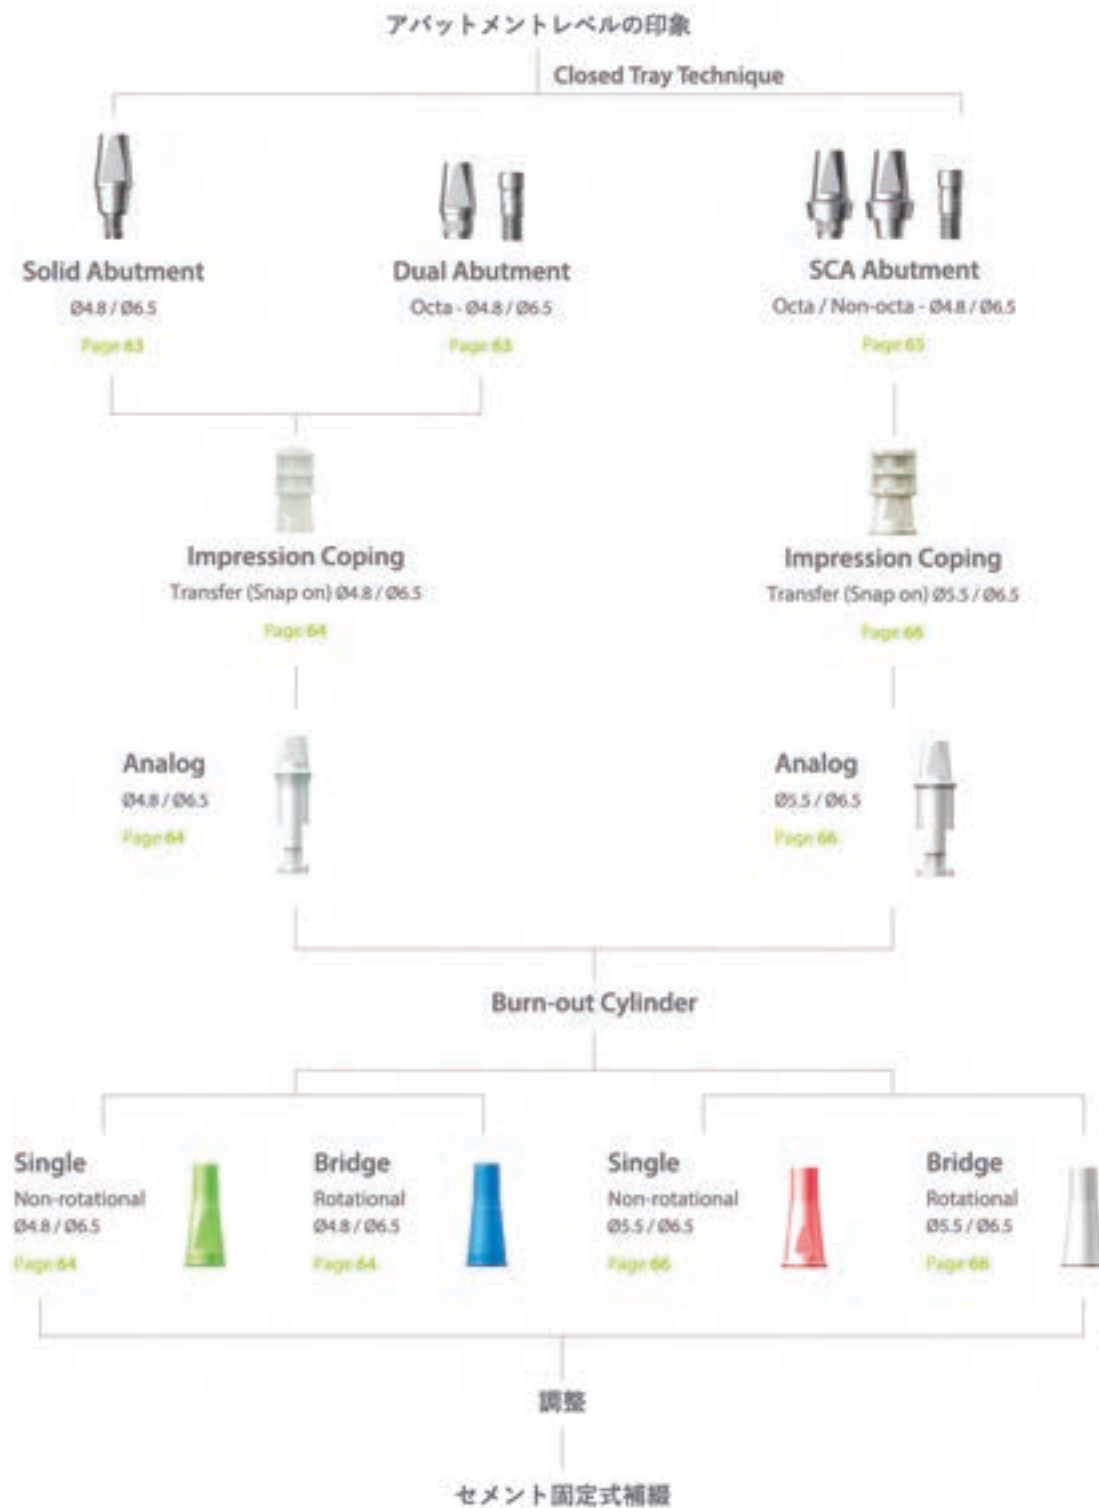 アバットメントレベルの印象
Closed Tray Technique
Solid Abutment
Ø4.8 / Ø6.5
Page 63
Dual Abutment
Octa - Ø4.8 / Ø6.5
Page 63
SCA Abutment
Octa / Non-octa - Ø4.8 / Ø6.5
Page 65
Impression Coping
Transfer (Snap on) Ø4.8 / Ø6.5
Page 64
Impression Coping
Transfer (Snap on) Ø5.5 / Ø6.5
Page 66
Analog
Ø4.8 / Ø6.5
Page 64
Analog
Ø5.5 / Ø6.5
Page 66
Burn-out Cylinder
Single
Non-rotational
Ø4.8 / Ø6.5
Page 64
Bridge
Rotational
Ø4.8 / Ø6.5
Page 64
Single
Non-rotational
Ø5.5 / Ø6.5
Page 66
Bridge
Rotational
Ø5.5 / Ø6.5
Page 66
調整
セメント固定式補綴